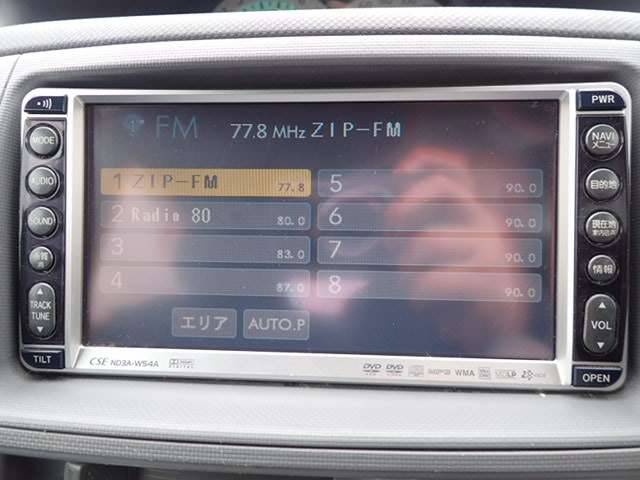 PWR
FM 77.8 MHz ZIP-FM
MODE
AUDIO
SOUND
TRACK
TUNE
TILT
1 ZIP-FM 77.8
2 Radio 80 80.0
3 83.0
4 87.0
5 90.0
6 90.0
7 90.0
8 90.0
エリア
AUTO.P
NAVI
メニュー
目的地
現在地
情報
VOL
OPEN
CSE ND3A-W54A
DVD DVD
MP3 WMA